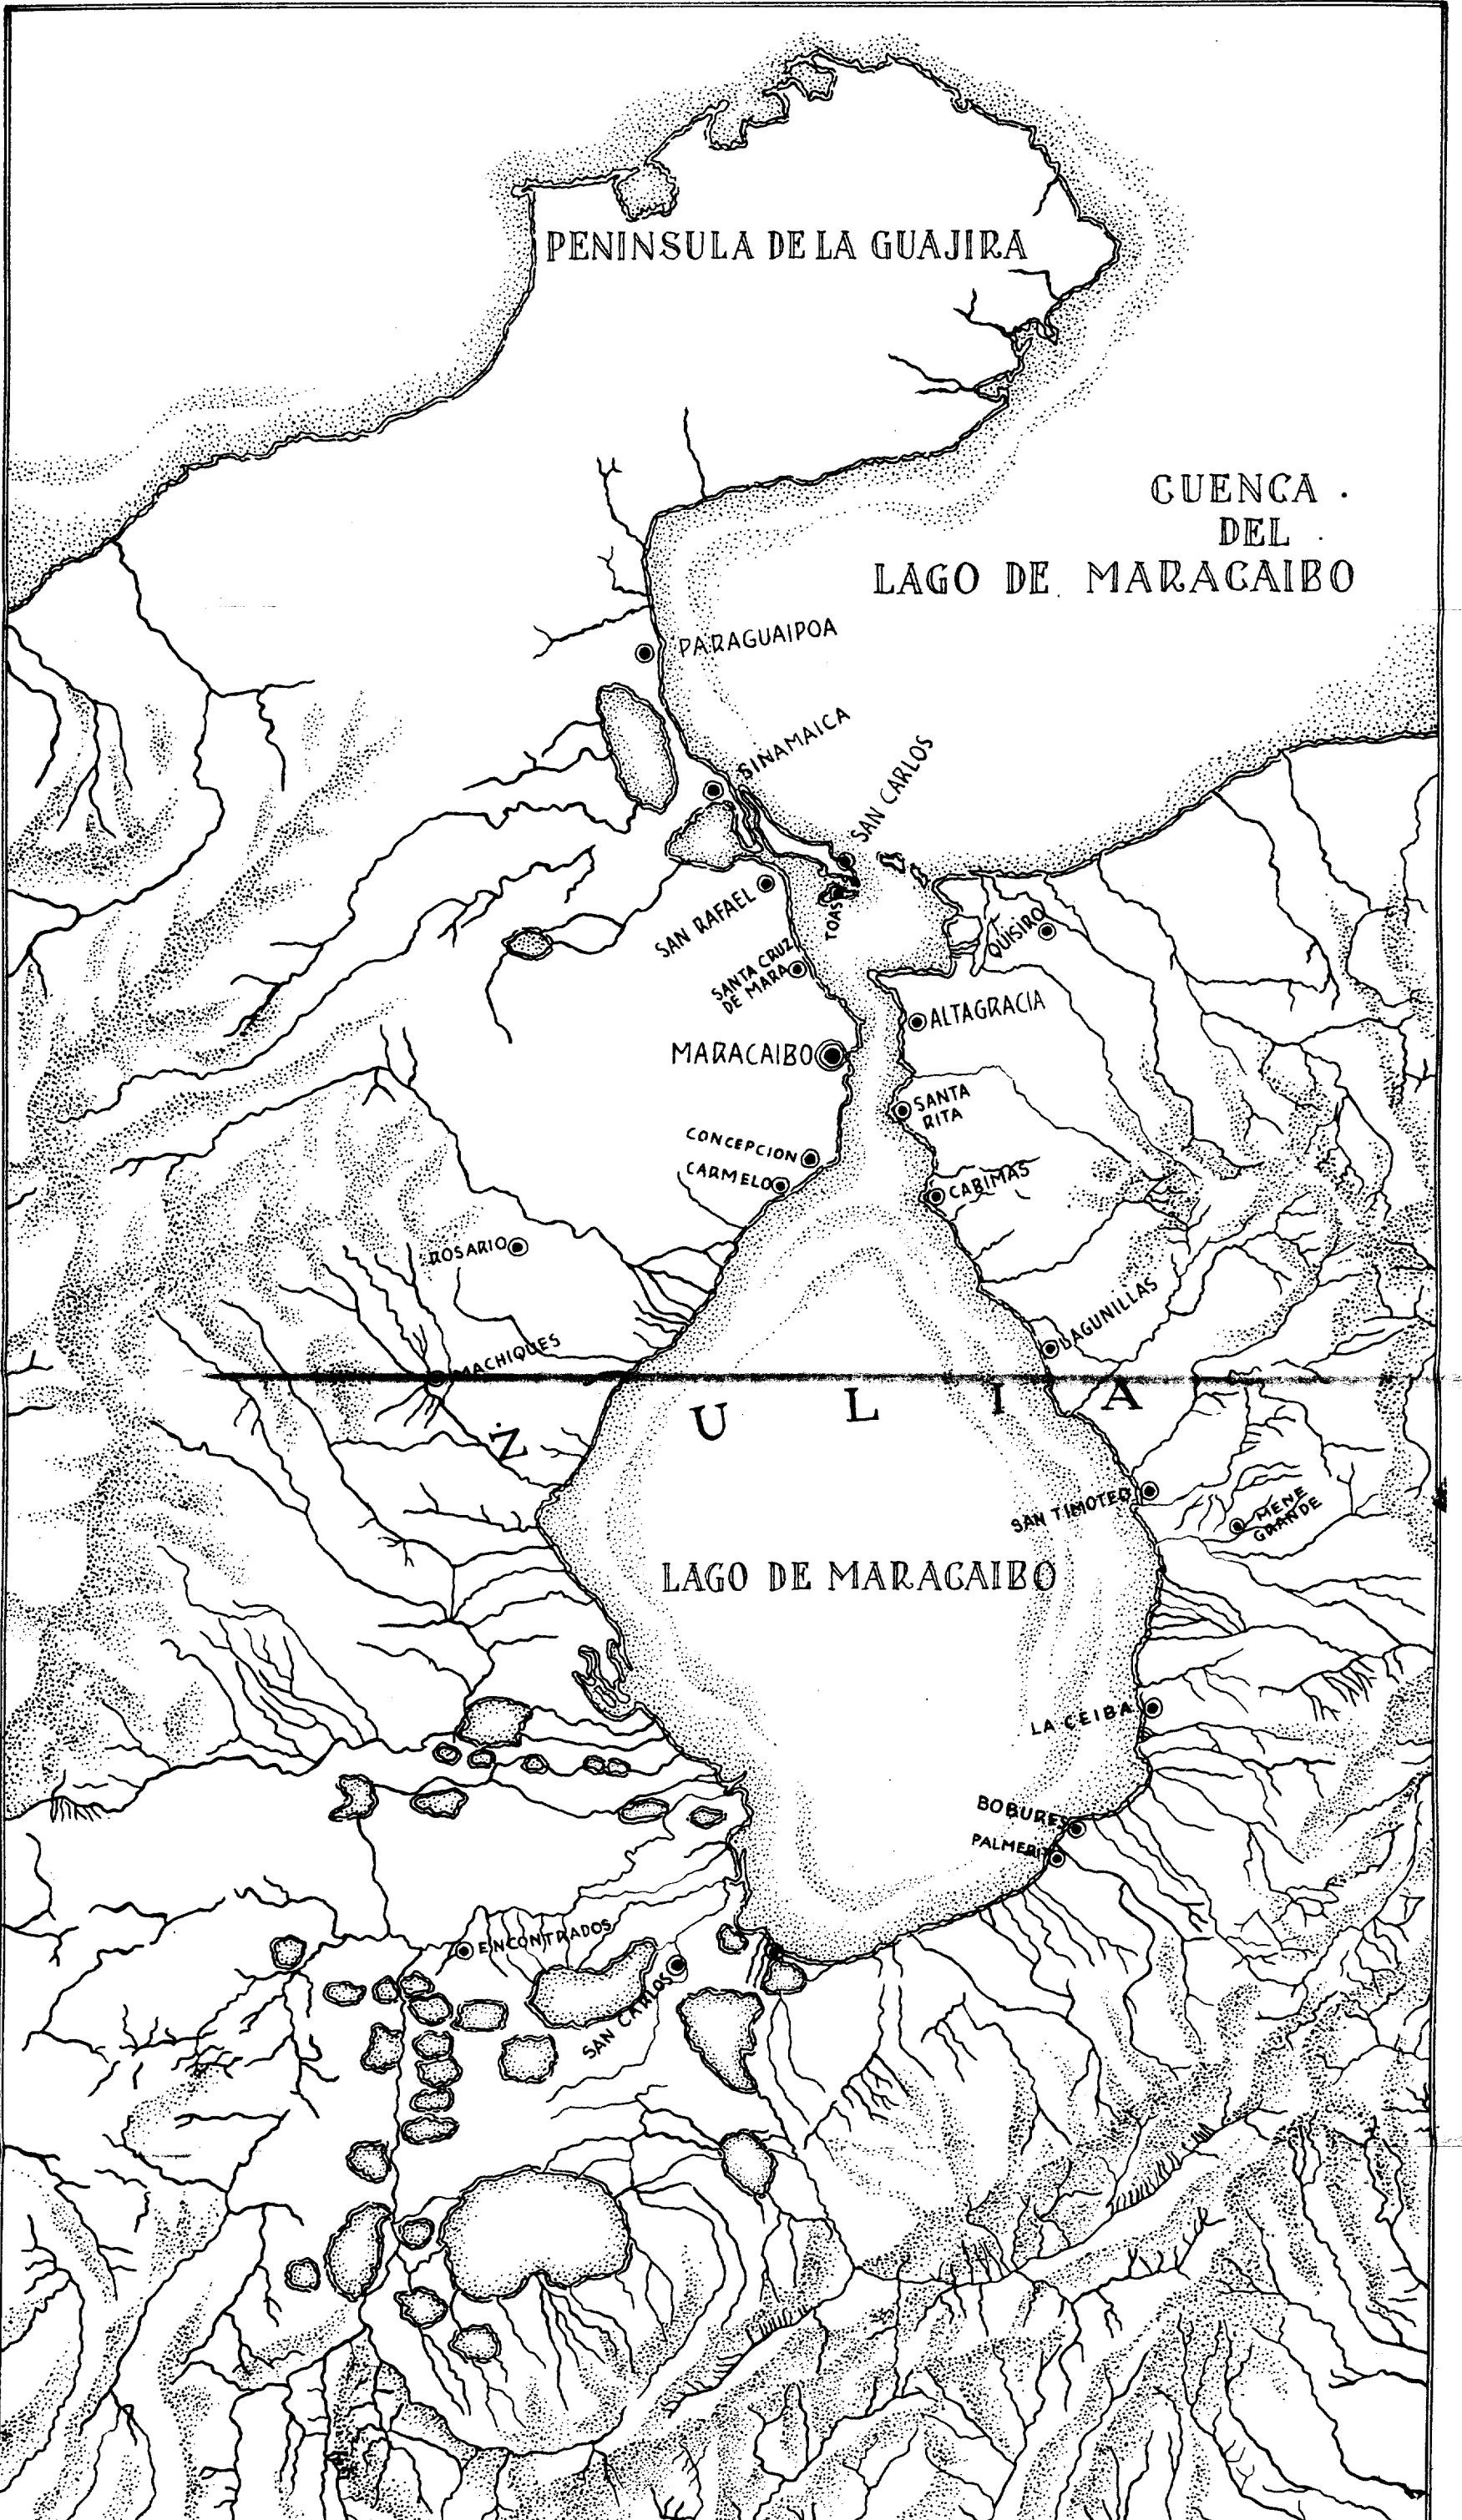 PENINSULA DE LA GUAJIRA
CUENCA
DEL
LAGO DE MARACAIBO
PARAGUAIPOA
SINAMAICA
SAN CARLOS
TOAS
SAN RAFAEL
QUISIRO
SANTA CRUZ
DE MARA
ALTAGRACIA
MARACAIBO
SANTA
RITA
CONCEPCION
CARMELO
CABIMAS
ROSARIO
LAGUNILLAS
MACHIQUES
ZULIA
SAN TIMOTEO
MENE
GRANDE
LAGO DE MARACAIBO
LA CEIBA
BOBURES
PALMERIT
ENCONTRADOS
SAN CARLOS